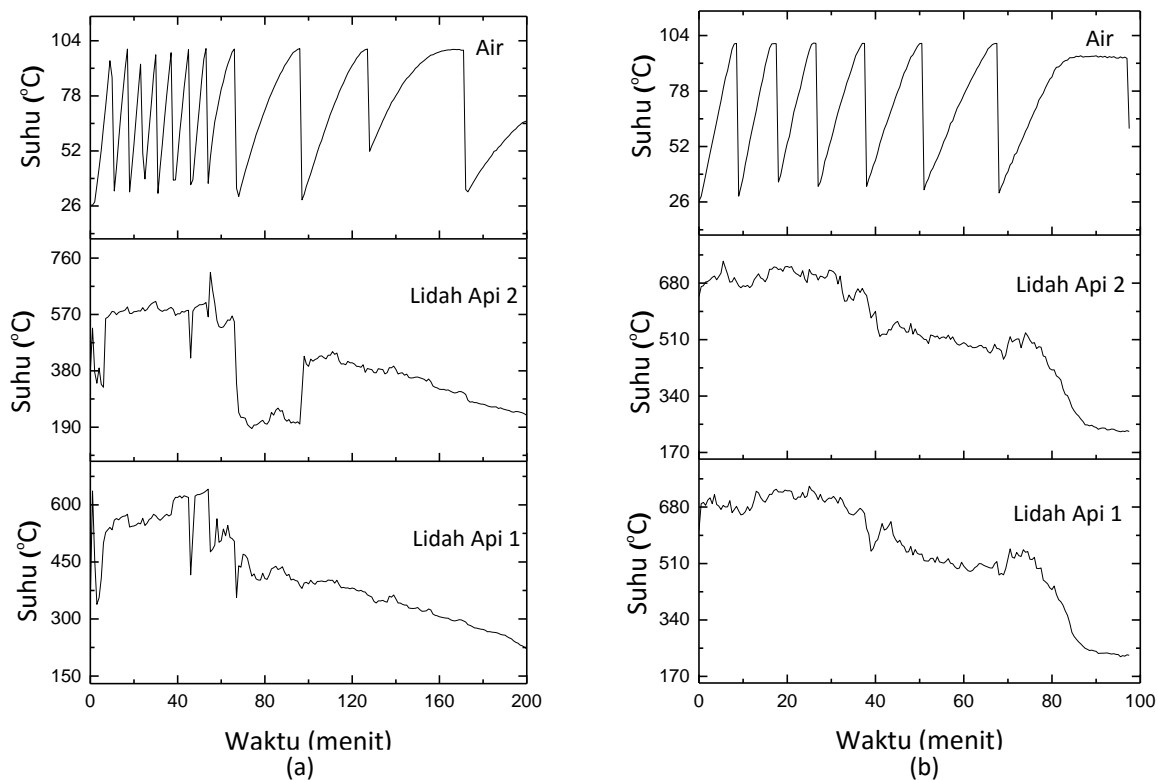 104
78
52
26
Suhu (°C)
Air
760
570
380
190
Suhu (°C)
Lidah Api 2
600
450
300
150
Suhu (°C)
Lidah Api 1
0 40 80 120 160 200
Waktu (menit)
(a)
104
78
52
26
Suhu (°C)
Air
680
510
340
170
Suhu (°C)
Lidah Api 2
680
510
340
170
Suhu (°C)
Lidah Api 1
0 20 40 60 80 100
Waktu (menit)
(b)